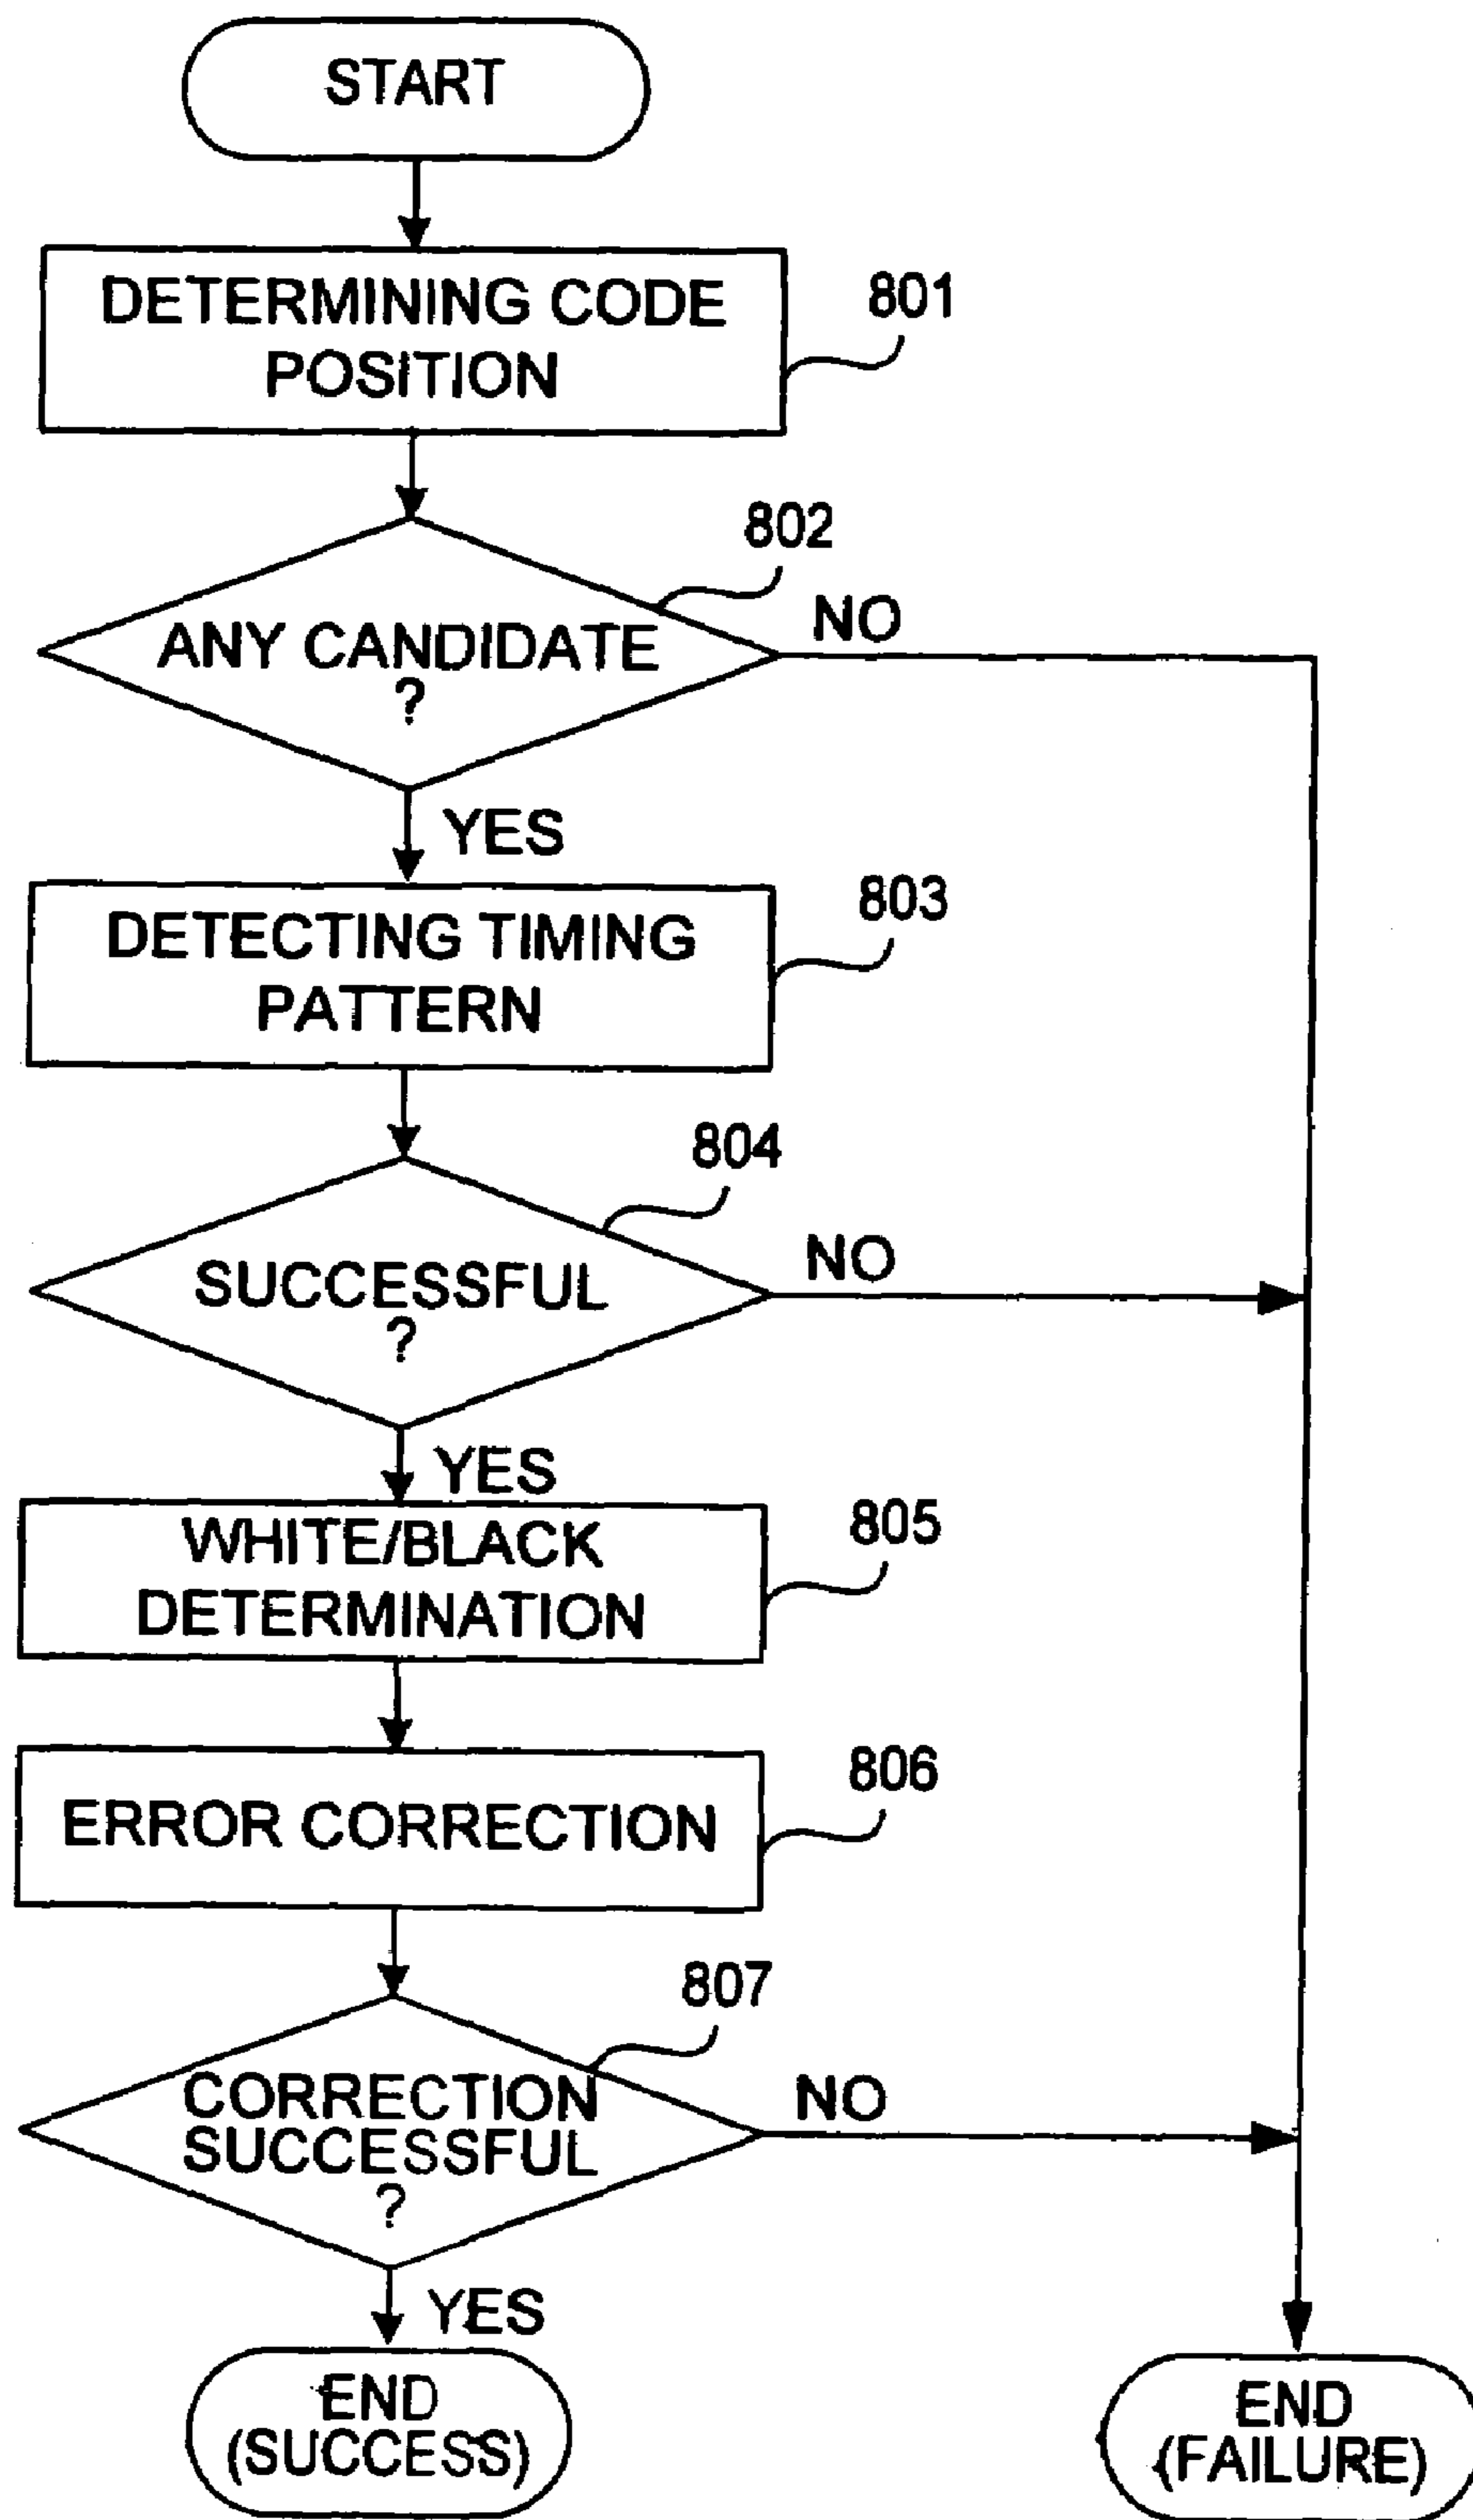 START
DETERMINING CODE
POSITION
801
802
ANY CANDIDATE
?
NO
YES
DETECTING TIMING
PATTERN
803
804
SUCCESSFUL
?
NO
YES
WHITE/BLACK
DETERMINATION
805
ERROR CORRECTION
806
807
CORRECTION
SUCCESSFUL
?
NO
YES
END
(SUCCESS)
END
(FAILURE)